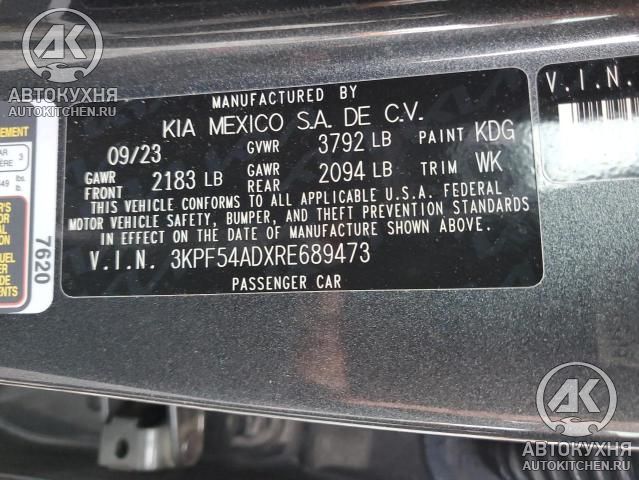 MANUFACTURED BY
KIA MEXICO S.A. DE C.V.
09/23 GVWR 3792 LB PAINT KDG
GAWR FRONT 2183 LB GAWR REAR 2094 LB TRIM WK
THIS VEHICLE CONFORMS TO ALL APPLICABLE U.S.A. FEDERAL
MOTOR VEHICLE SAFETY, BUMPER, AND THEFT PREVENTION STANDARDS
IN EFFECT ON THE DATE OF MANUFACTURE SHOWN ABOVE.
V.I.N. 3KPF54ADXRE689473
PASSENGER CAR
V.I.N.
7620
AK
АВТОКУХНЯ
AUTOKITCHEN.RU
AK
АВТОКУХНЯ
AUTOKITCHEN.RU